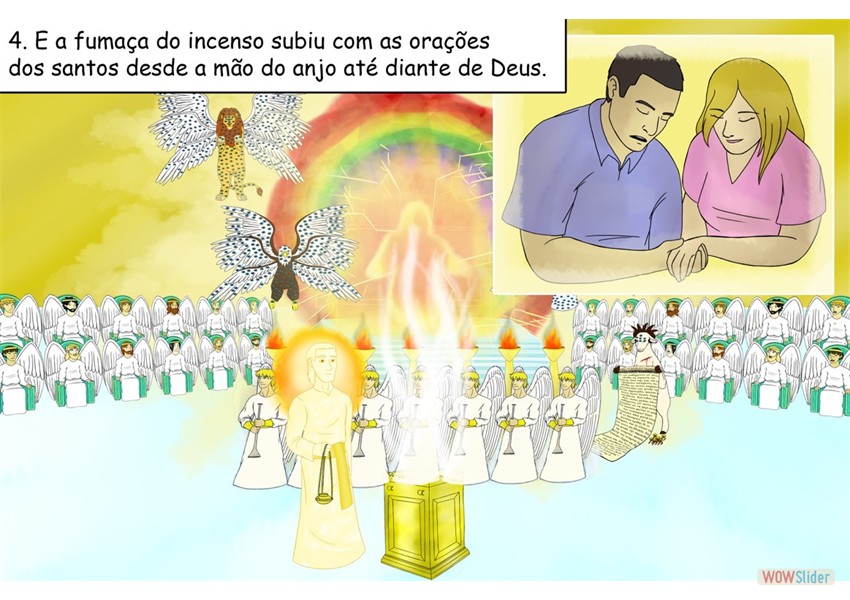 4. E a fumaça do incenso subiu com as orações
dos santos desde a mão do anjo até diante de Deus.
WOWSlider